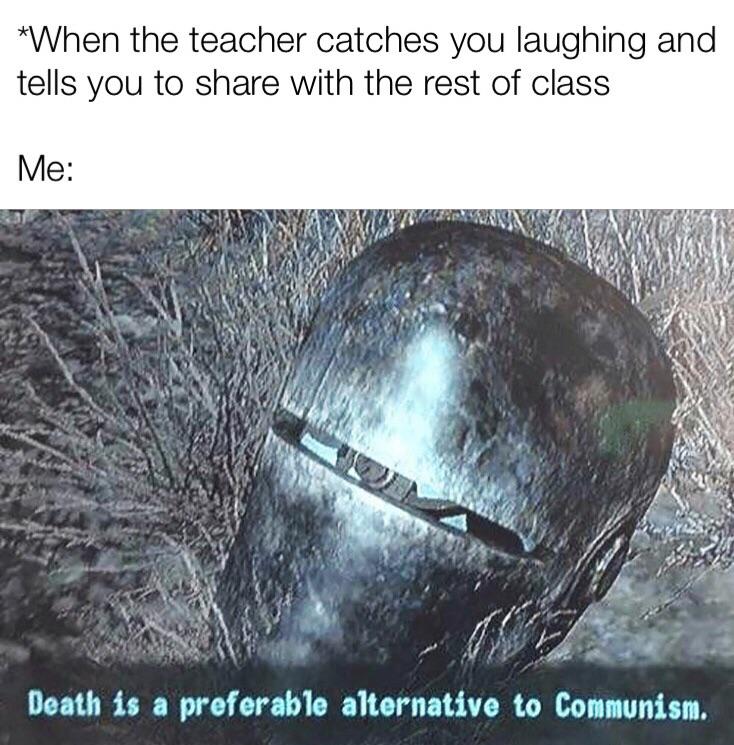 *When the teacher catches you laughing and
tells you to share with the rest of class
Me:
Death is a preferable alternative to Communism.